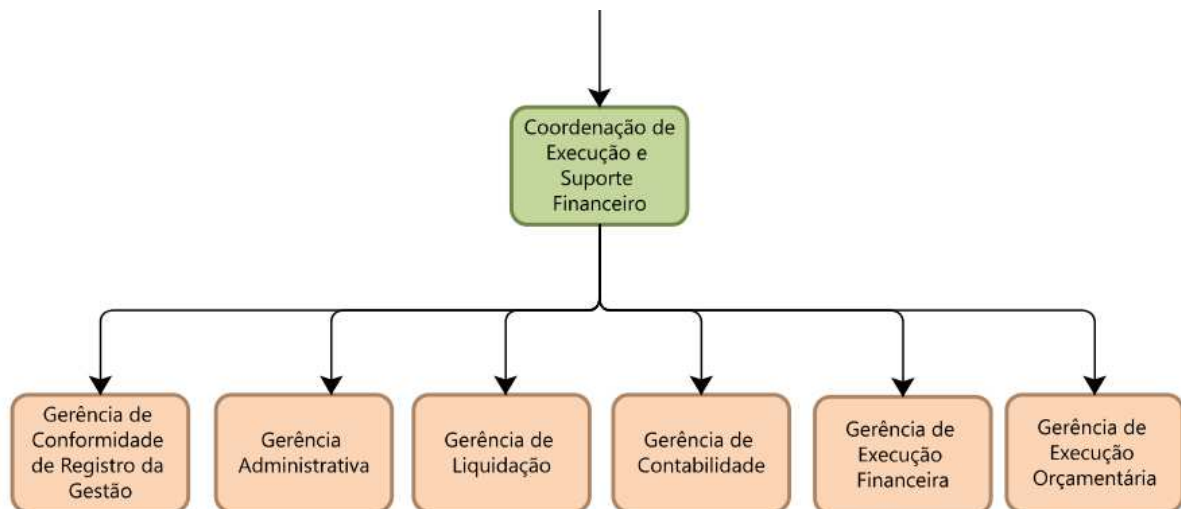 Coordenação de
Execução e
Suporte
Financeiro
Gerência de
Conformidade
de Registro da
Gestão
Gerência
Administrativa
Gerência de
Liquidação
Gerência de
Contabilidade
Gerência de
Execução
Financeira
Gerência de
Execução
Orçamentária